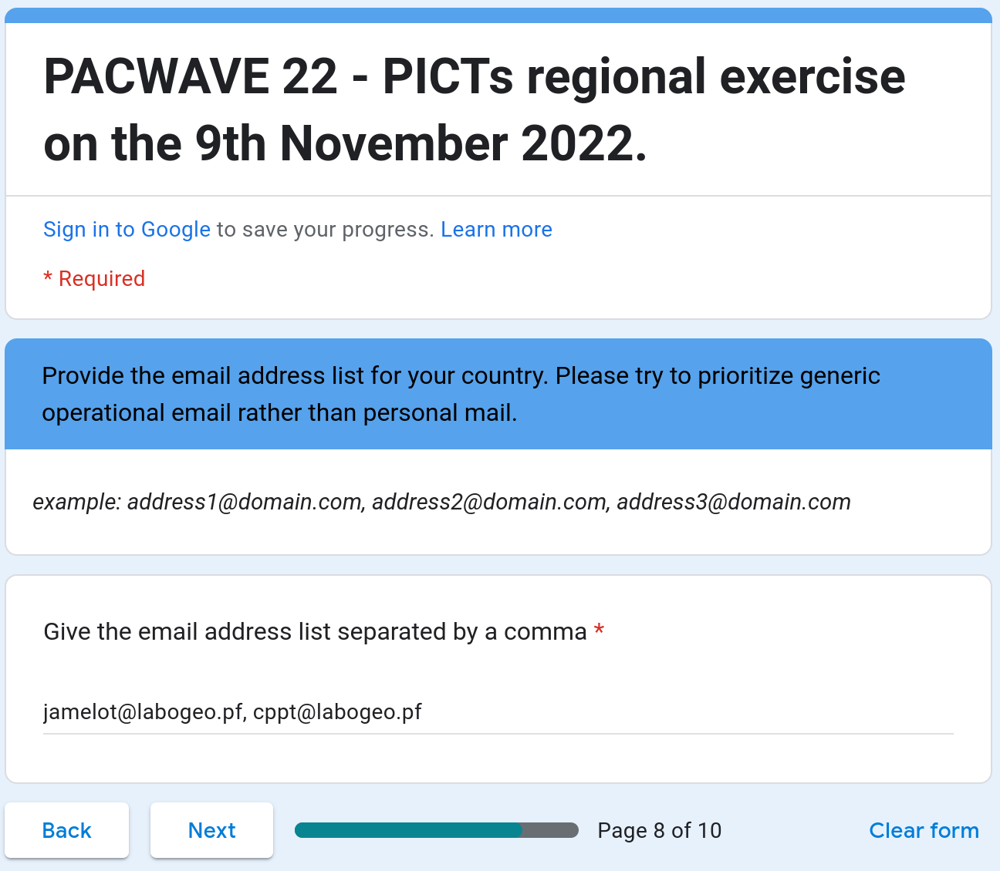 PACWAVE 22 - PICTs regional exercise
on the 9th November 2022.
Sign in to Google to save your progress. Learn more
* Required
Provide the email address list for your country. Please try to prioritize generic
operational email rather than personal mail.
example: address1@domain.com, address2@domain.com, address3@domain.com
Give the email address list separated by a comma *
jamelot@labogeo.pf, cppt@labogeo.pf
Back Next Page 8 of 10 Clear form